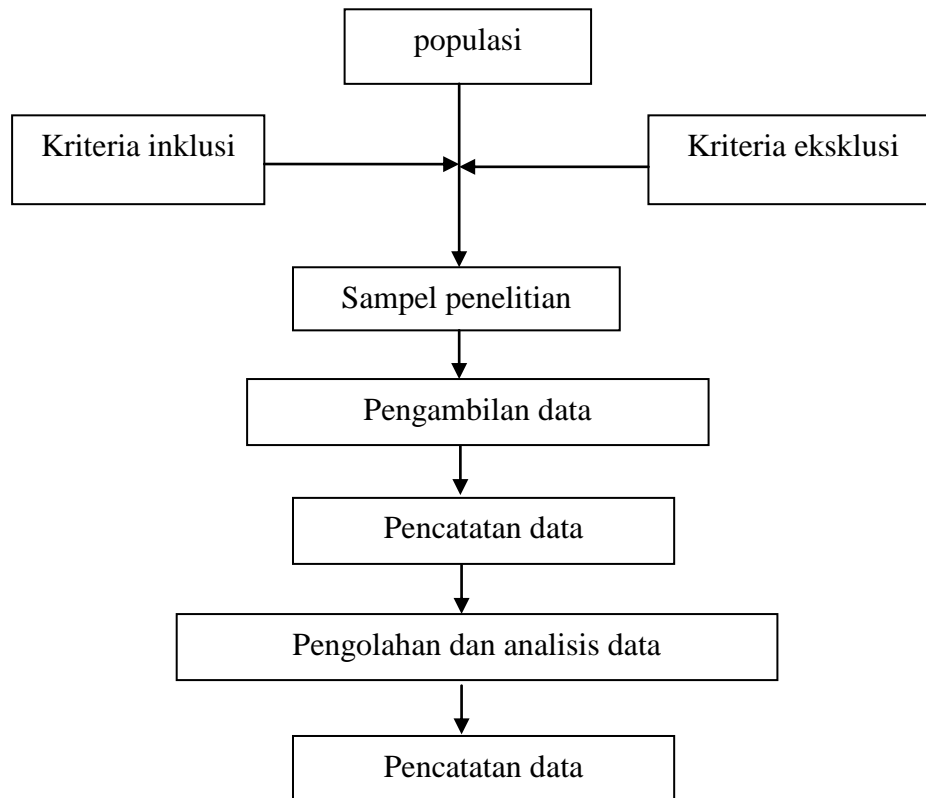 populasi
Kriteria inklusi
Kriteria eksklusi
Sampel penelitian
Pengambilan data
Pencatatan data
Pengolahan dan analisis data
Pencatatan data